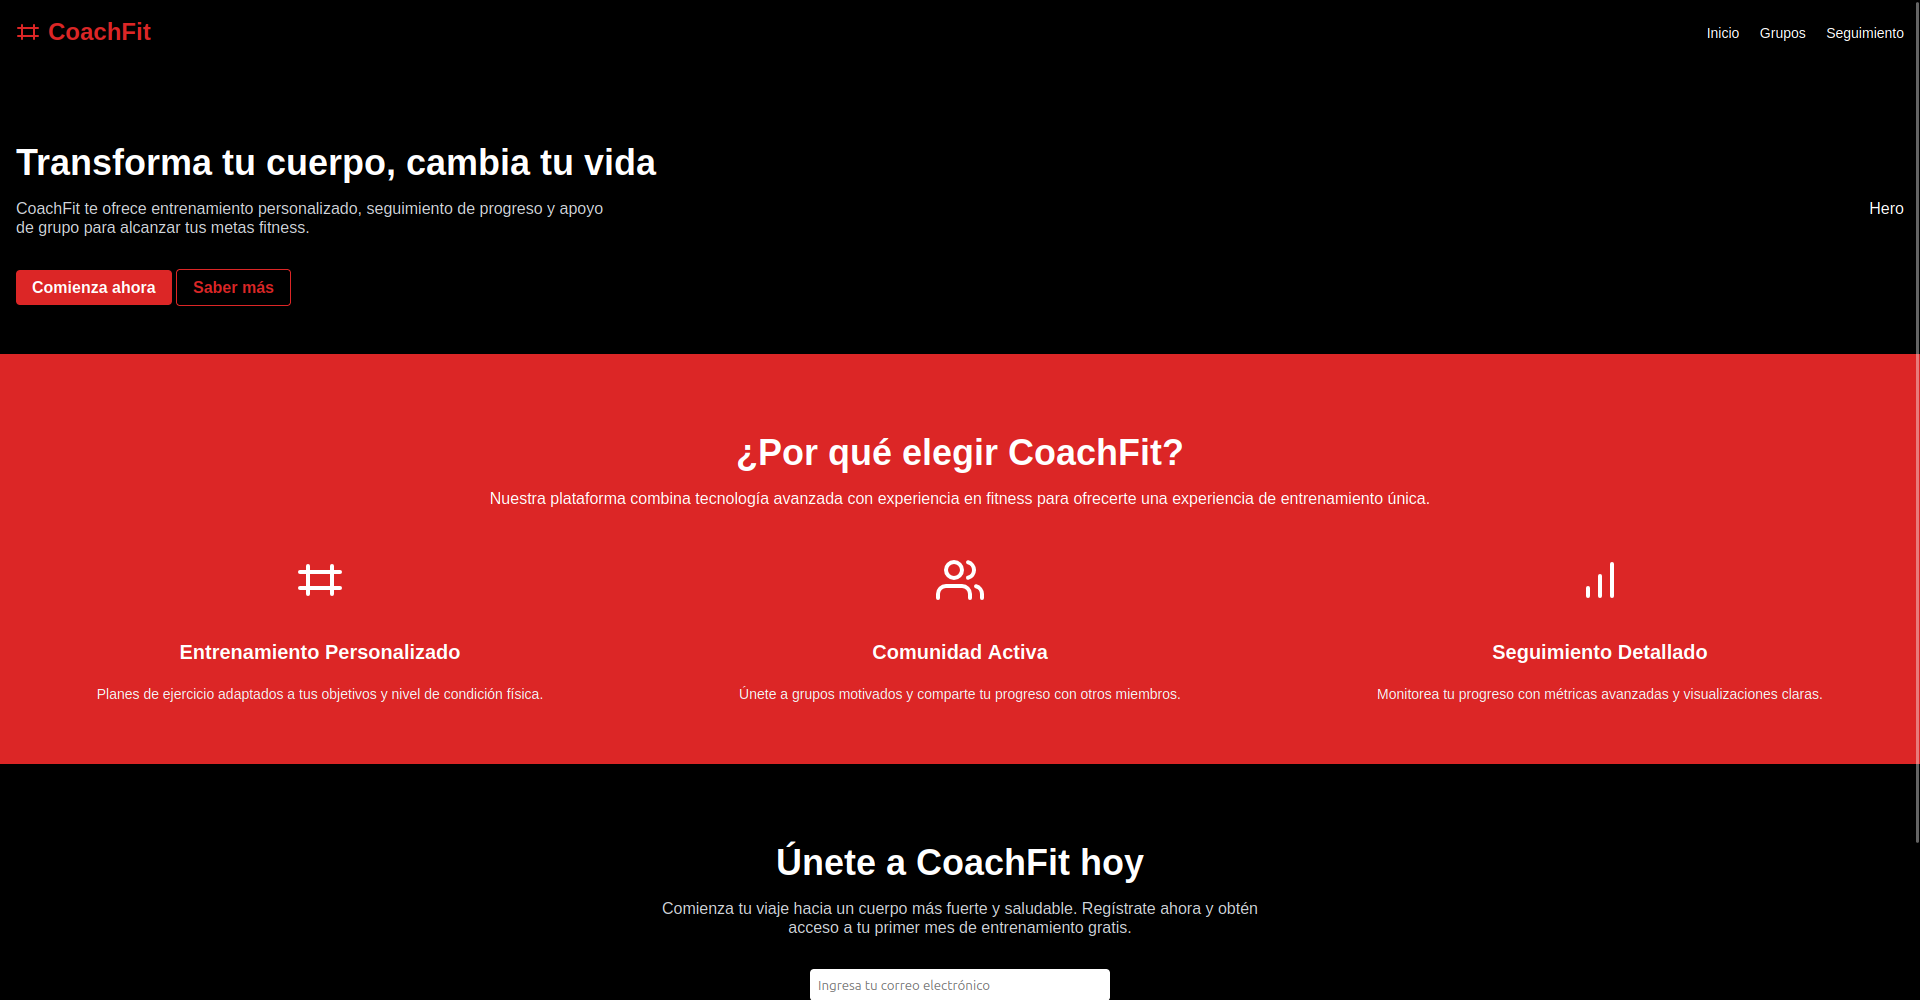 CoachFit
Inicio
Grupos
Seguimiento
Transforma tu cuerpo, cambia tu vida
CoachFit te ofrece entrenamiento personalizado, seguimiento de progreso y apoyo
de grupo para alcanzar tus metas fitness.
Hero
Comienza ahora
Saber más
¿Por qué elegir CoachFit?
Nuestra plataforma combina tecnología avanzada con experiencia en fitness para ofrecerte una experiencia de entrenamiento única.
Entrenamiento Personalizado
Planes de ejercicio adaptados a tus objetivos y nivel de condición física.
Comunidad Activa
Únete a grupos motivados y comparte tu progreso con otros miembros.
Seguimiento Detallado
Monitorea tu progreso con métricas avanzadas y visualizaciones claras.
Únete a CoachFit hoy
Comienza tu viaje hacia un cuerpo más fuerte y saludable. Regístrate ahora y obtén
acceso a tu primer mes de entrenamiento gratis.
Ingresa tu correo electrónico